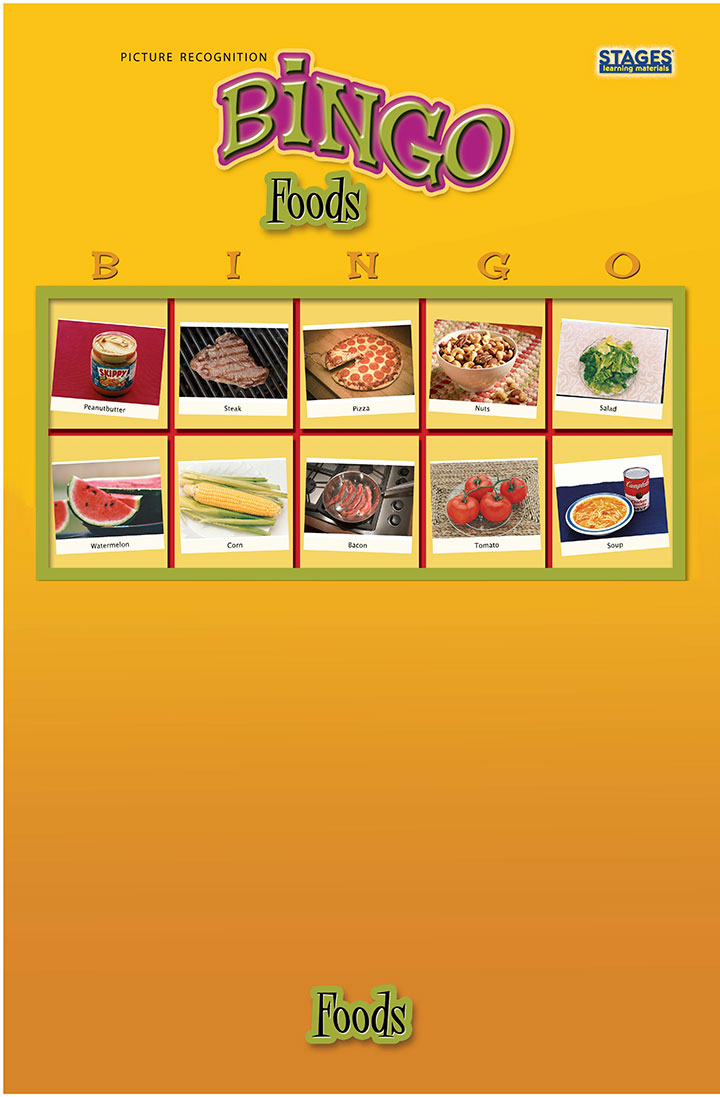 PICTURE RECOGNITION
STAGES
learning materials
BiNGO
Foods
B I N G O
SKIPPY
Peanutbutter
Steak
Pizza
Nuts
Salad
Campbell's
Watermelon
Corn
Bacon
Tomato
Soup
Foods